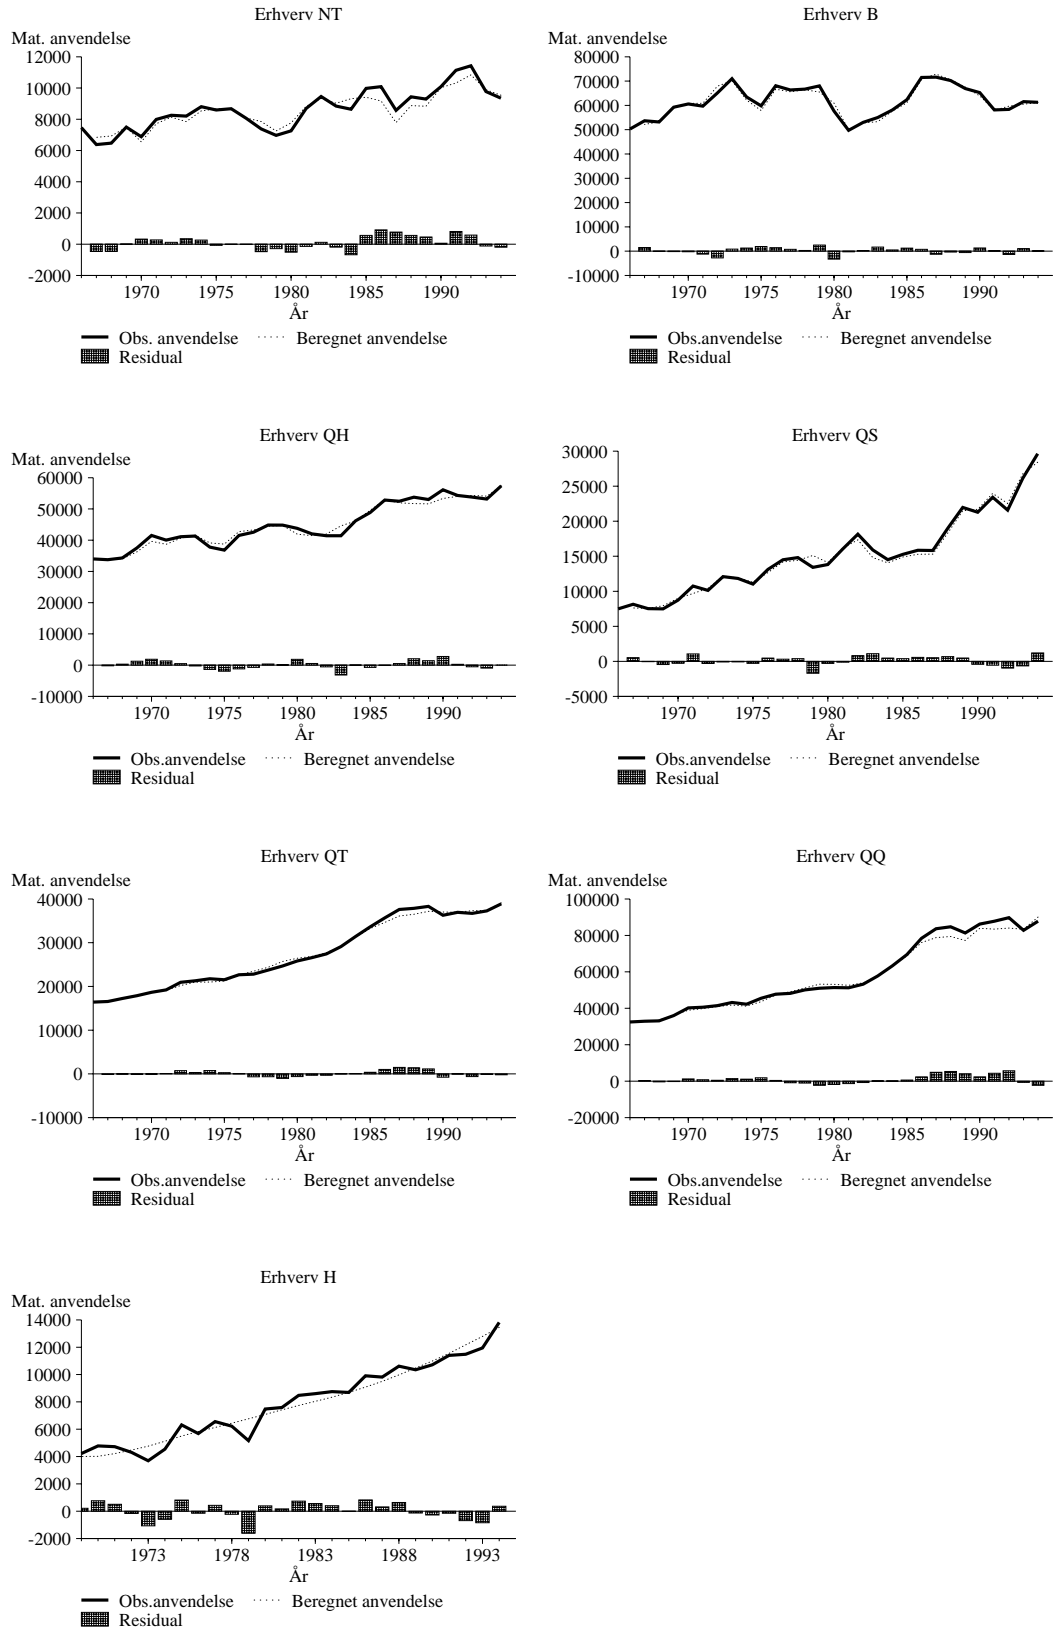 Erhverv NT
Mat. anvendelse
12000
10000
8000
6000
4000
2000
0
-2000
1970 1975 1980 1985 1990
År
Obs. anvendelse Beregnet anvendelse
Residual
Erhverv B
Mat. anvendelse
80000
70000
60000
50000
40000
30000
20000
10000
0
-10000
1970 1975 1980 1985 1990
År
Obs.anvendelse Beregnet anvendelse
Residual
Erhverv QH
Mat. anvendelse
60000
50000
40000
30000
20000
10000
0
-10000
1970 1975 1980 1985 1990
År
Obs.anvendelse Beregnet anvendelse
Residual
Erhverv QS
30000
25000
20000
15000
10000
5000
0
-5000
1970 1975 1980 1985 1990
År
Obs.anvendelse Beregnet anvendelse
Residual
Erhverv QT
Mat. anvendelse
40000
30000
20000
10000
0
-10000
1970 1975 1980 1985 1990
År
Obs.anvendelse Beregnet anvendelse
Residual
Erhverv QQ
Mat. anvendelse
100000
80000
60000
40000
20000
0
-20000
1970 1975 1980 1985 1990
År
Obs.anvendelse Beregnet anvendelse
Residual
Erhverv H
Mat. anvendelse
14000
12000
10000
8000
6000
4000
2000
0
-2000
1973 1978 1983 1988 1993
År
Obs.anvendelse Beregnet anvendelse
Residual